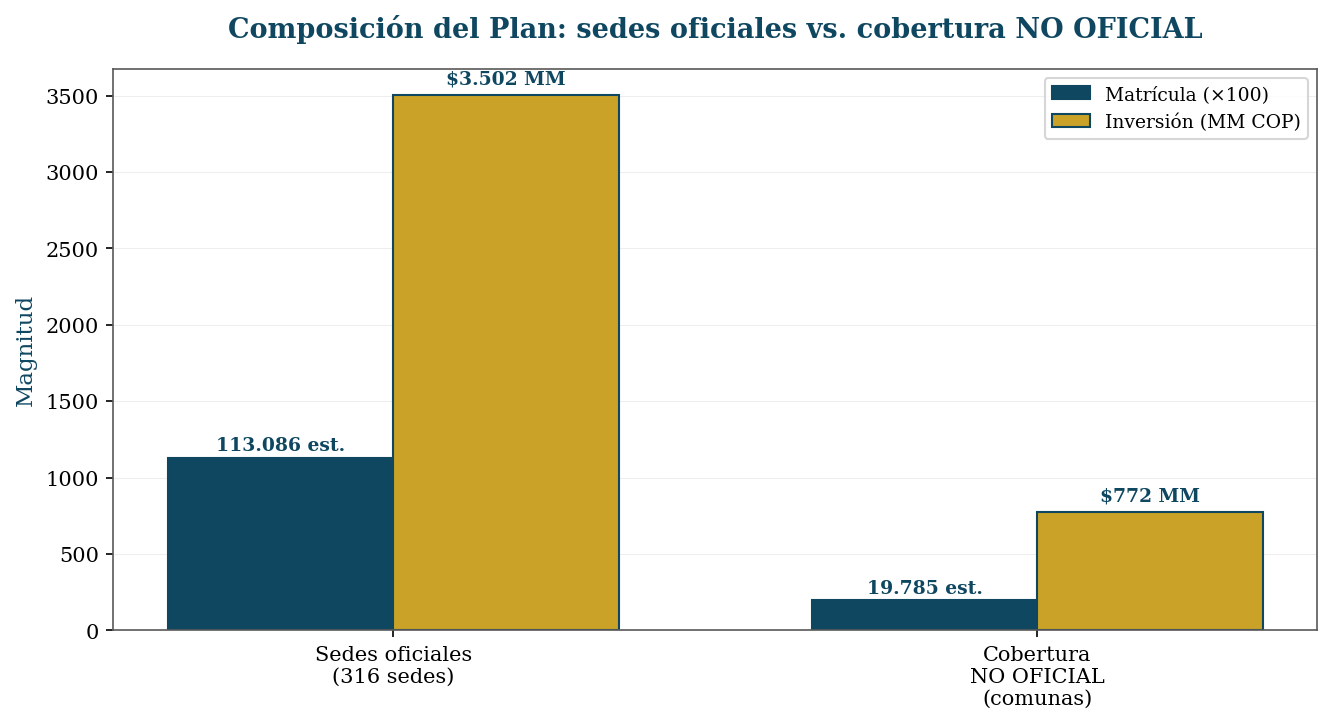 Composición del Plan: sedes oficiales vs. cobertura NO OFICIAL
$3.502 MM
Matrícula (×100)
Inversión (MM COP)
3500
3000
2500
2000
1500
1000
500
0
Magnitud
113.086 est.
$772 MM
19.785 est.
Sedes oficiales
(316 sedes)
Cobertura
NO OFICIAL
(comunas)